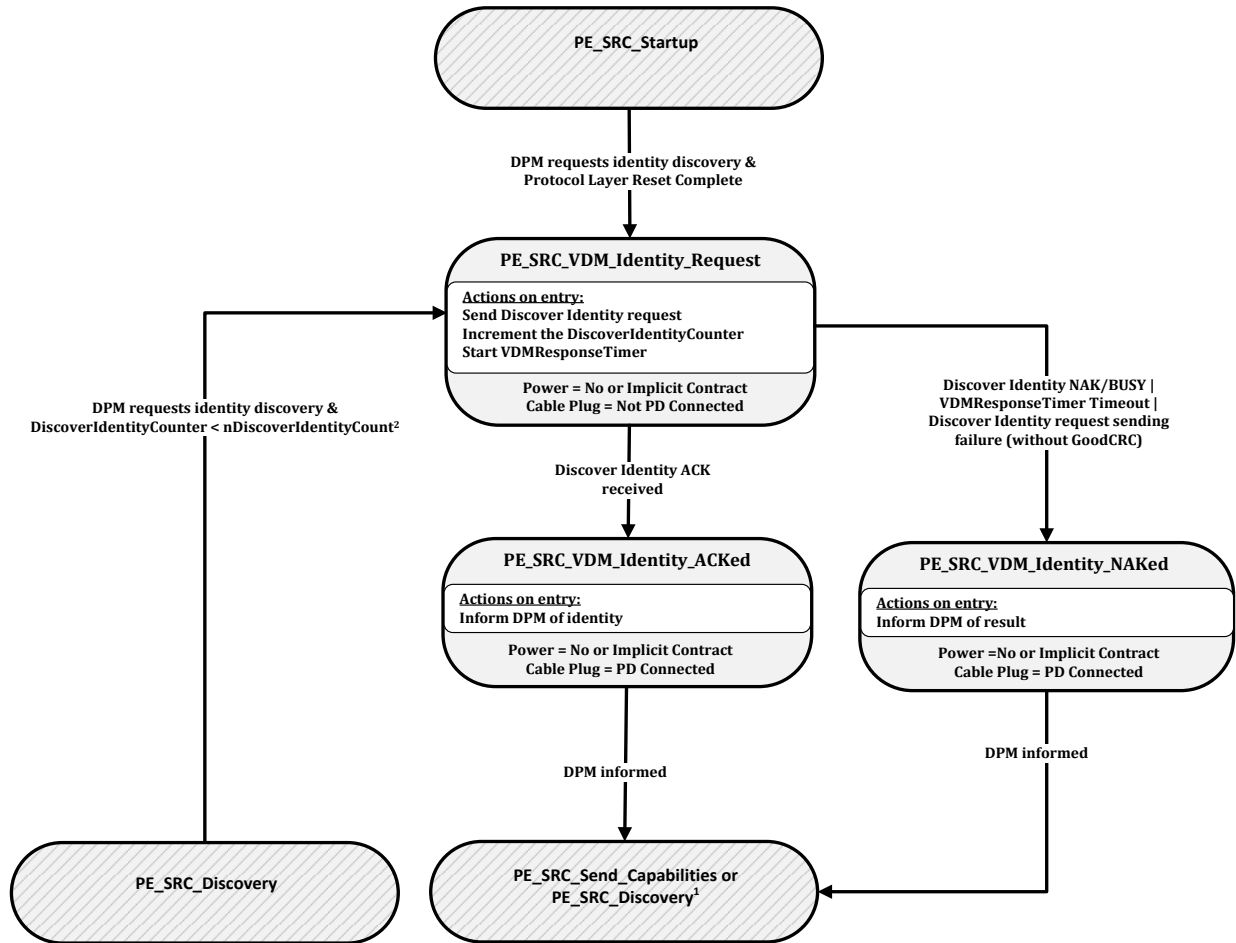 PE_SRC_Startup
DPM requests identity discovery &
Protocol Layer Reset Complete
PE_SRC_VDM_Identity_Request
Actions on entry:
Send Discover Identity request
Increment the DiscoverIdentityCounter
Start VDMResponseTimer
Power = No or Implicit Contract
Cable Plug = Not PD Connected
DPM requests identity discovery &
DiscoverIdentityCounter < nDiscoverIdentityCount²
Discover Identity NAK/BUSY |
VDMResponseTimer Timeout |
Discover Identity request sending
failure (without GoodCRC)
Discover Identity ACK
received
PE_SRC_VDM_Identity_ACKed
Actions on entry:
Inform DPM of identity
Power = No or Implicit Contract
Cable Plug = PD Connected
PE_SRC_VDM_Identity_NAKed
Actions on entry:
Inform DPM of result
Power =No or Implicit Contract
Cable Plug = PD Connected
DPM informed
DPM informed
PE_SRC_Discovery
PE_SRC_Send_Capabilities or
PE_SRC_Discovery¹